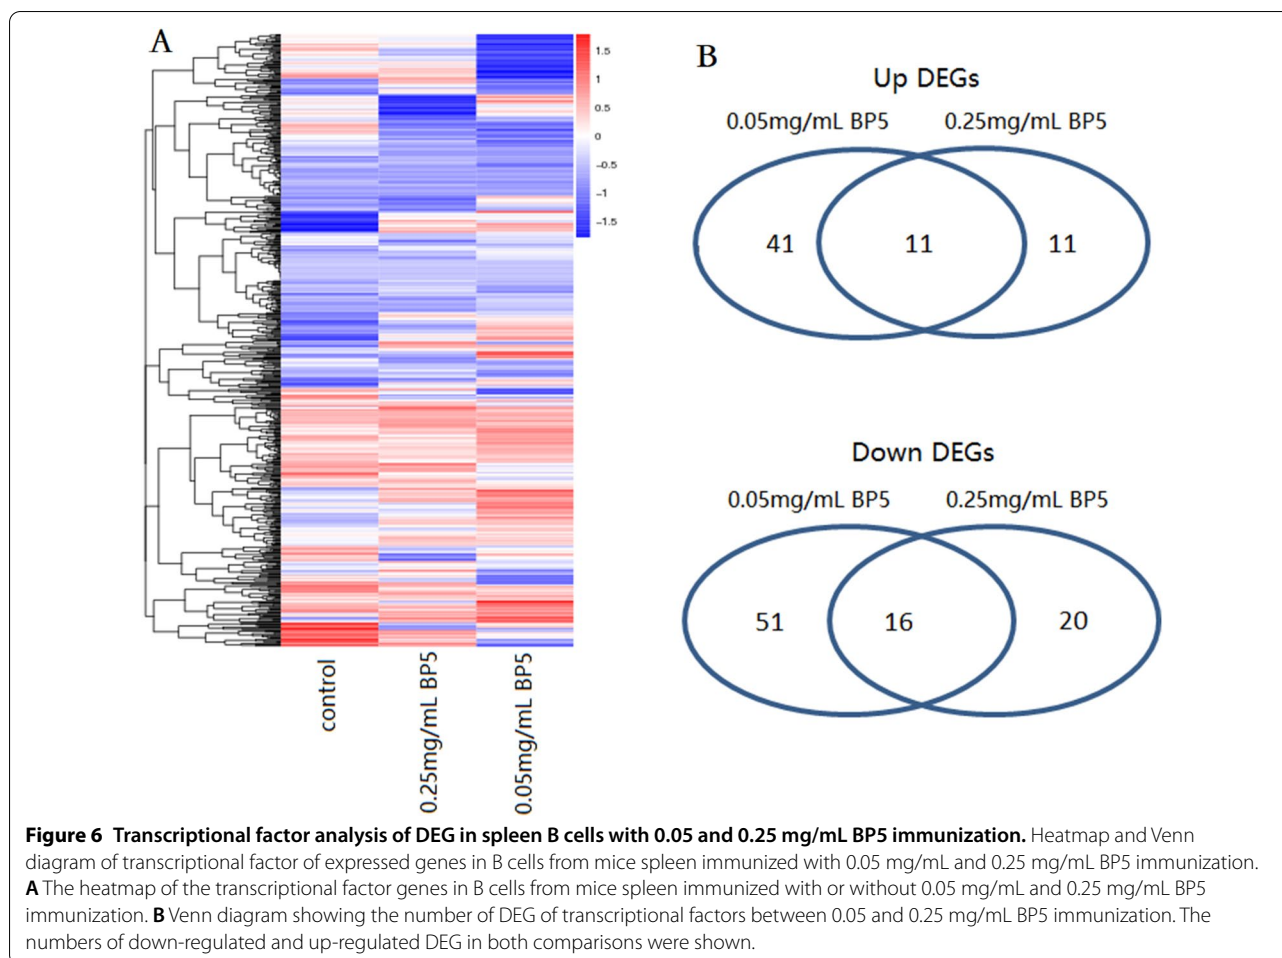 A
1.5
1
0.5
0
−0.5
−1
−1.5
control
0.25mg/mL BP5
0.05mg/mL BP5
B
Up DEGs
0.05mg/mL BP5 0.25mg/mL BP5
41 11 11
Down DEGs
0.05mg/mL BP5 0.25mg/mL BP5
51 16 20
Figure 6 Transcriptional factor analysis of DEG in spleen B cells with 0.05 and 0.25 mg/mL BP5 immunization. Heatmap and Venn
diagram of transcriptional factor of expressed genes in B cells from mice spleen immunized with 0.05 mg/mL and 0.25 mg/mL BP5 immunization.
A The heatmap of the transcriptional factor genes in B cells from mice spleen immunized with or without 0.05 mg/mL and 0.25 mg/mL BP5
immunization. B Venn diagram showing the number of DEG of transcriptional factors between 0.05 and 0.25 mg/mL BP5 immunization. The
numbers of down-regulated and up-regulated DEG in both comparisons were shown.